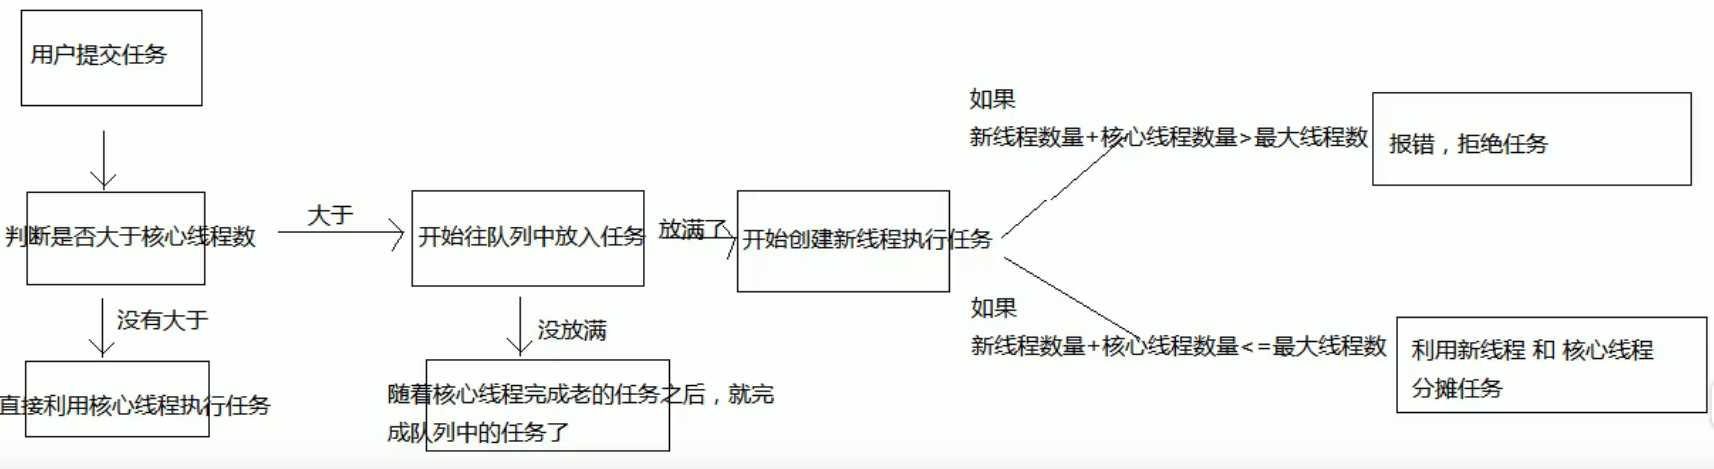 用户提交任务
判断是否大于核心线程数
大于
没有大于
直接利用核心线程执行任务
开始往队列中放入任务
放满了
没放满
随着核心线程完成老的任务之后，就完
成队列中的任务了
开始创建新线程执行任务
如果
新线程数量+核心线程数量>最大线程数
报错，拒绝任务
如果
新线程数量+核心线程数量<=最大线程数
利用新线程 和 核心线程
分摊任务